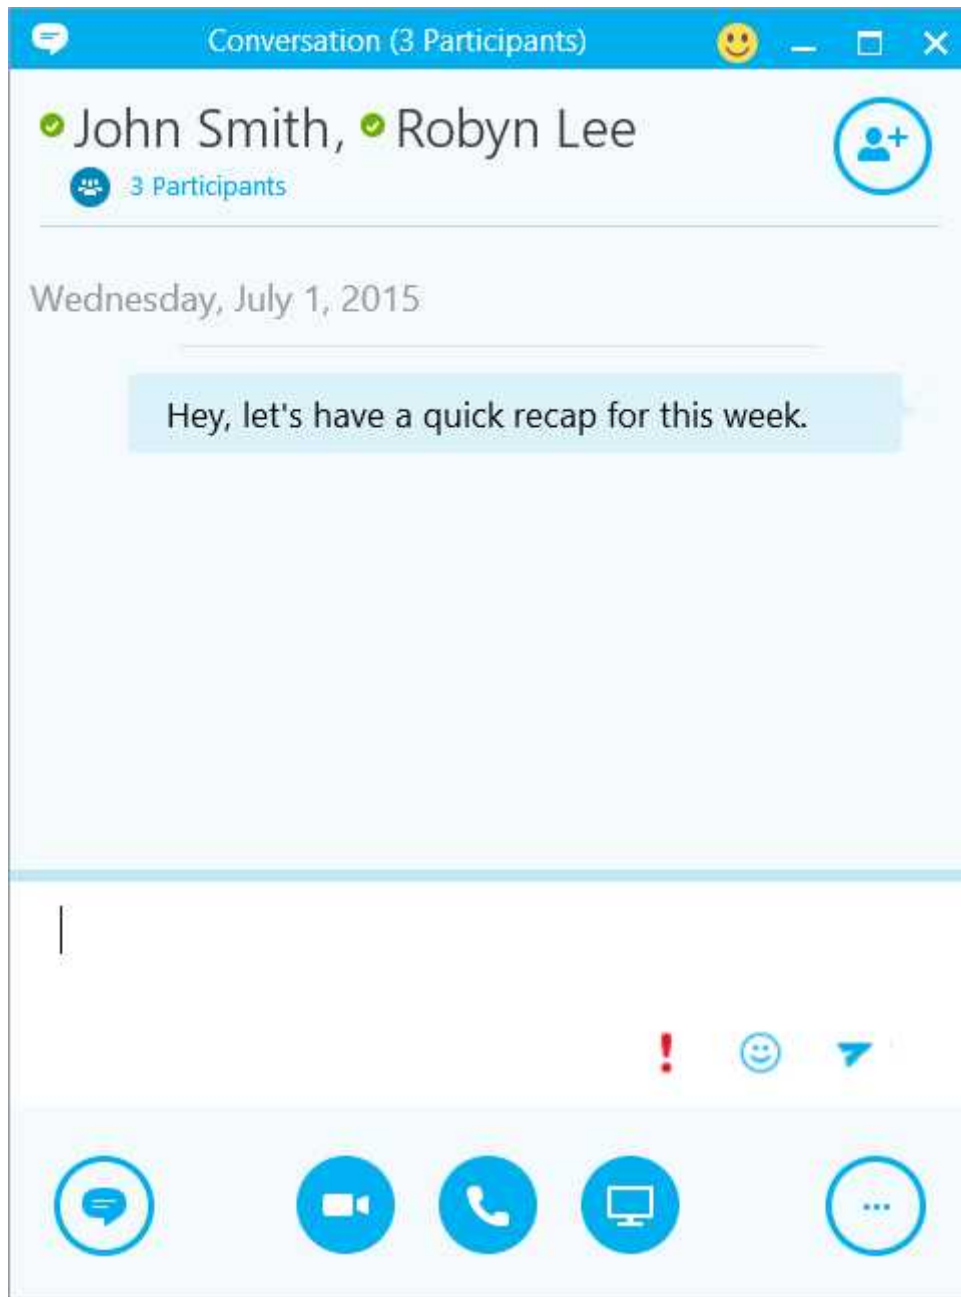 Conversation (3 Participants)
John Smith, Robyn Lee
3 Participants
Wednesday, July 1, 2015
Hey, let's have a quick recap for this week.